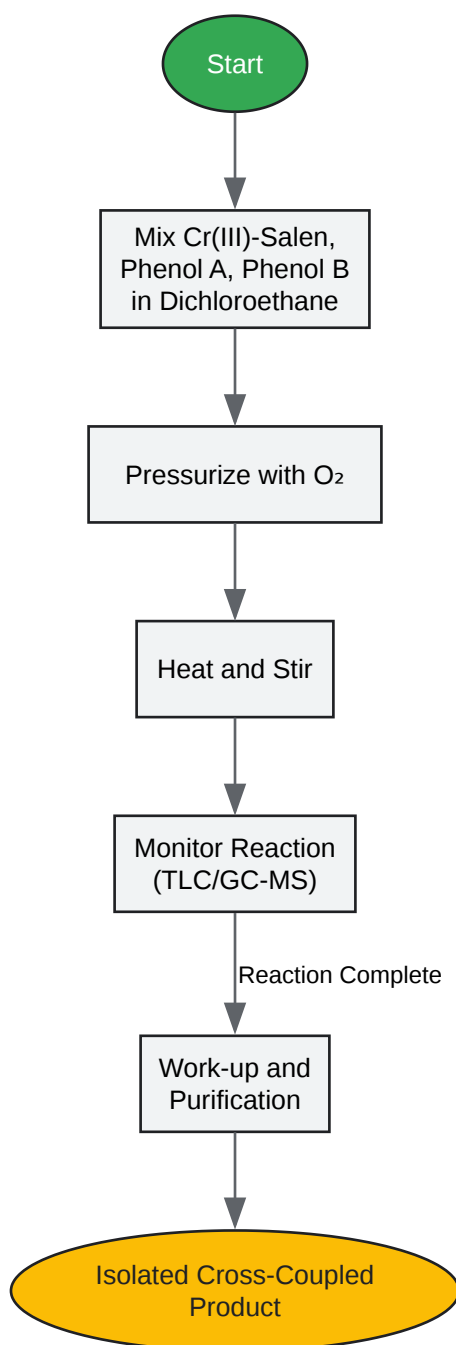 Start
Mix Cr(III)-Salen,
Phenol A, Phenol B
in Dichloroethane
Pressurize with O₂
Heat and Stir
Monitor Reaction
(TLC/GC-MS)
Reaction Complete
Work-up and
Purification
Isolated Cross-Coupled
Product